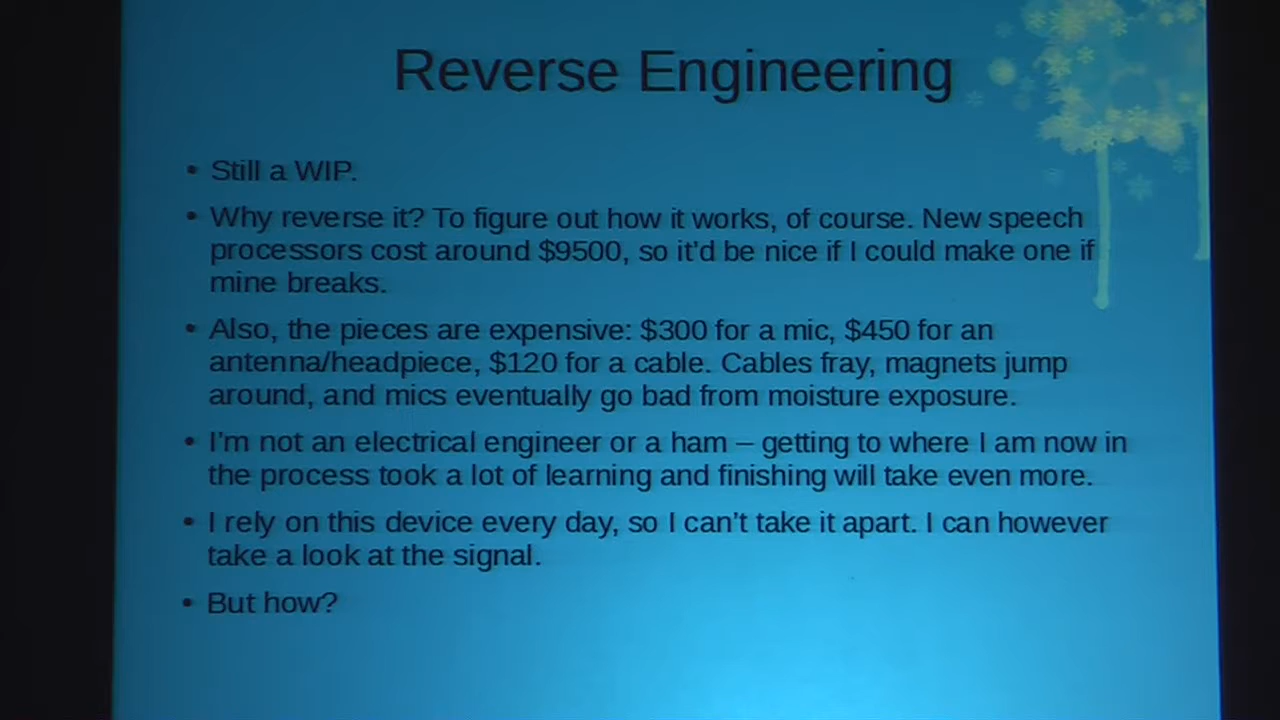 Reverse Engineering
• Still a WIP.
• Why reverse it? To figure out how it works, of course. New speech
processors cost around $9500, so it'd be nice if I could make one if
mine breaks.
• Also, the pieces are expensive: $300 for a mic, $450 for an
antenna/headpiece, $120 for a cable. Cables fray, magnets jump
around, and mics eventually go bad from moisture exposure.
• I'm not an electrical engineer or a ham – getting to where I am now in
the process took a lot of learning and finishing will take even more.
• I rely on this device every day, so I can't take it apart. I can however
take a look at the signal.
• But how?